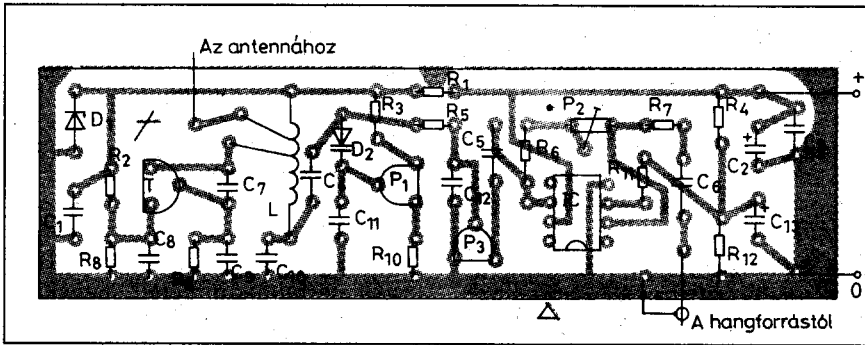 Az antennához
+
R1
R3
P2
R7
R4
D
R5
D2
C5
R6
C2
R2
T
C7
P1
R11
C6
IC
L
C11
C12
P3
C13
C8
R8
R10
R12
0
A hangforrástól